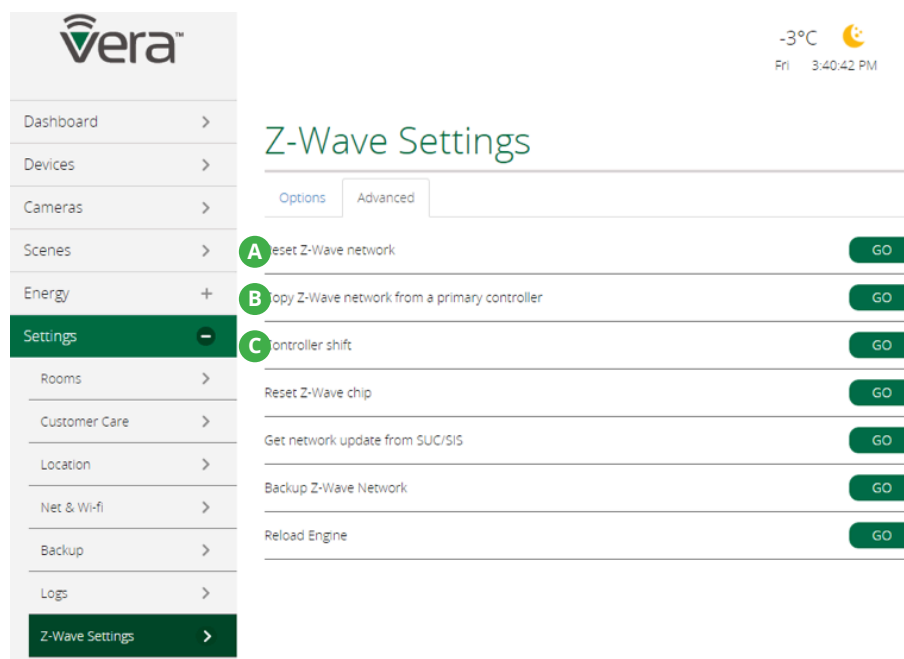 vera™
-3°C
Fri 3:40:42 PM
Dashboard
Devices
Cameras
Scenes
Energy
Settings
Rooms
Customer Care
Location
Net & Wi-fi
Backup
Logs
Z-Wave Settings
Z-Wave Settings
Options Advanced
A eset Z-Wave network GO
B opy Z-Wave network from a primary controller GO
C ontroller shift GO
Reset Z-Wave chip GO
Get network update from SUC/SIS GO
Backup Z-Wave Network GO
Reload Engine GO